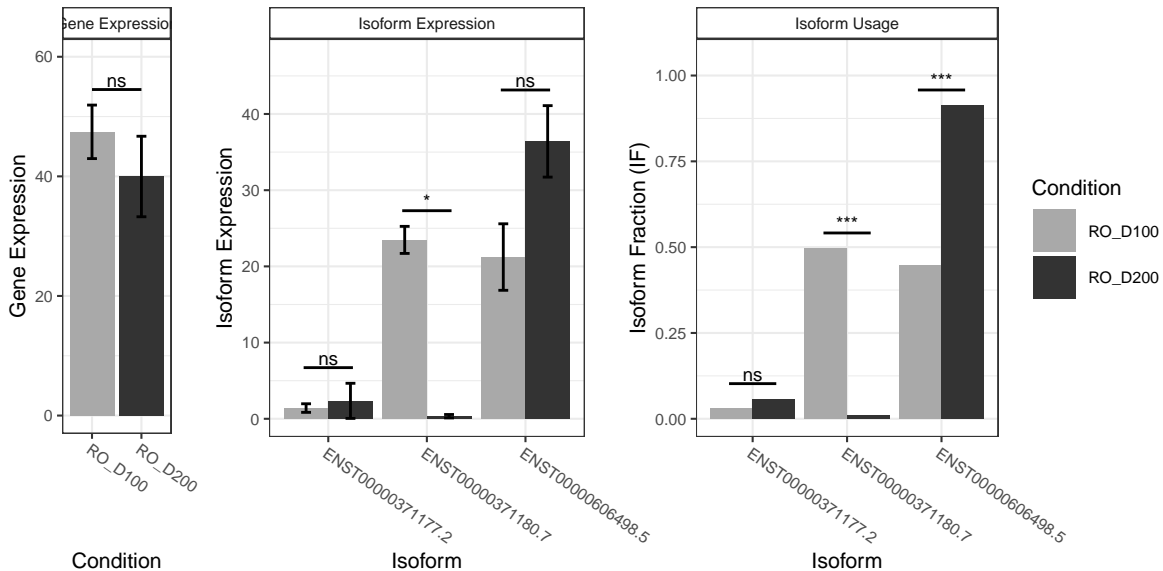 Gene Expression
Isoform Expression
Isoform Usage
Gene Expression
60
40
20
0
ns
RO_D100
RO_D200
Condition
Isoform Expression
40
30
20
10
0
ns
*
ns
ENST00000371177.2
ENST00000371180.7
ENST00000606498.5
Isoform
Isoform Fraction (IF)
1.00
0.75
0.50
0.25
0.00
ns
***
***
ENST00000371177.2
ENST00000371180.7
ENST00000606498.5
Isoform
Condition
RO_D100
RO_D200